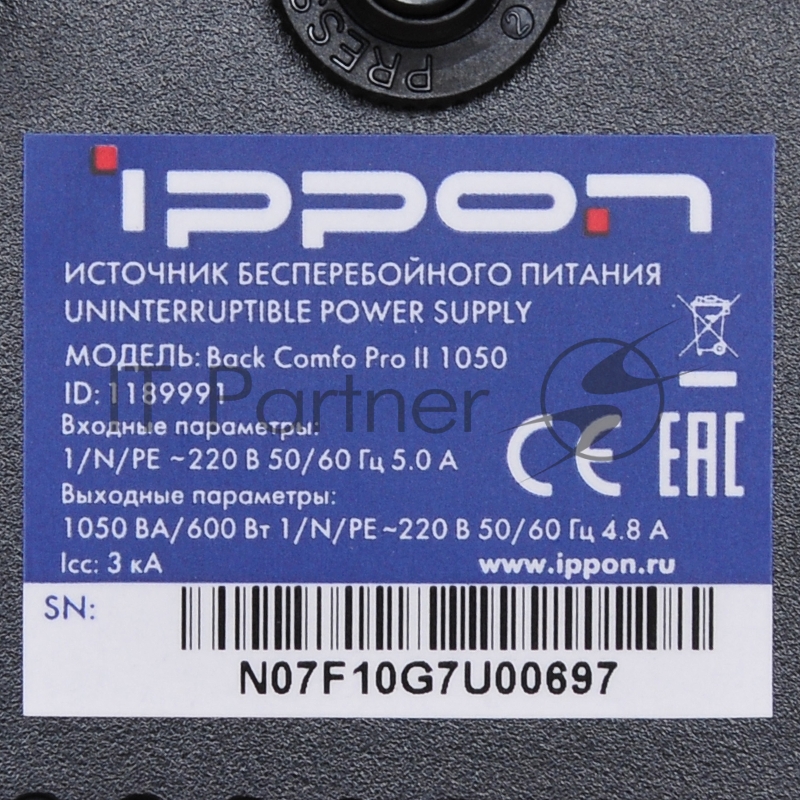 PRESS
2
ippon
ИСТОЧНИК БЕСПЕРЕБОЙНОГО ПИТАНИЯ
UNINTERRUPTIBLE POWER SUPPLY
МОДЕЛЬ: Back Comfo Pro II 1050
ID: 1189991
IT Partner
Входные параметры:
1/N/PE ~220 В 50/60 Гц 5.0 А
CE EAC
Выходные параметры:
1050 ВА/600 Вт 1/N/PE~220 В 50/60 Гц 4.8 А
Icc: 3 кА
www.ippon.ru
SN:
N07F10G7U00697